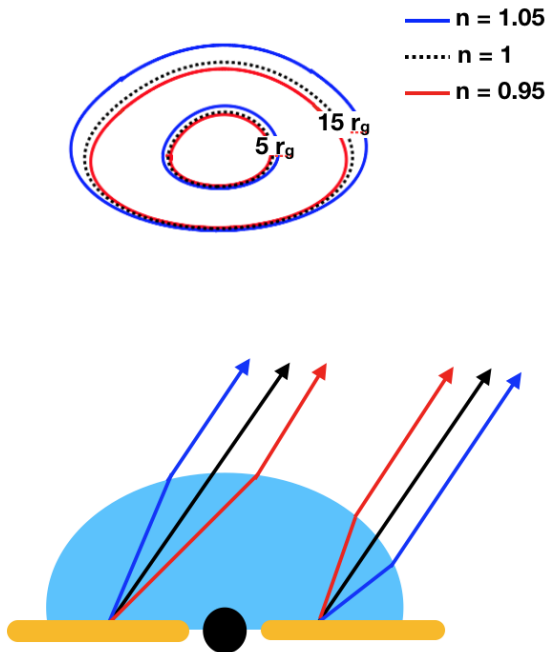 n = 1.05
n = 1
n = 0.95
15 rg
5 rg